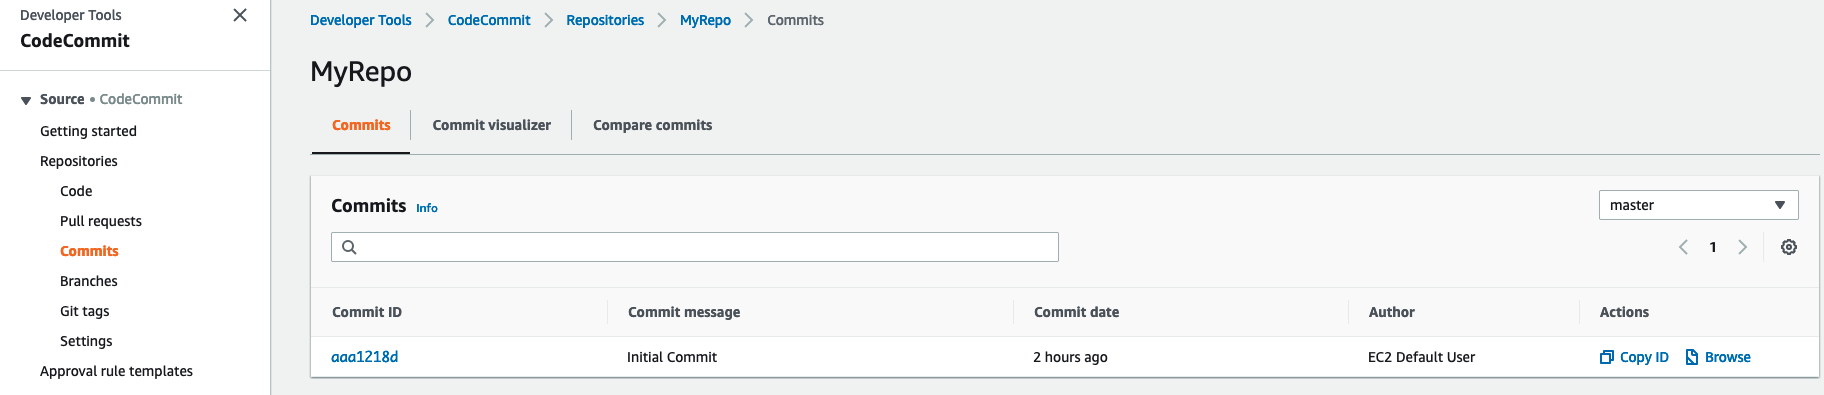 Developer Tools
CodeCommit
Source • CodeCommit
Getting started
Repositories
Code
Pull requests
Commits
Branches
Git tags
Settings
Approval rule templates
Developer Tools > CodeCommit > Repositories > MyRepo > Commits
MyRepo
Commits Commit visualizer Compare commits
Commits Info
master
1
Commit ID Commit message Commit date Author Actions
aaa1218d Initial Commit 2 hours ago EC2 Default User Copy ID Browse